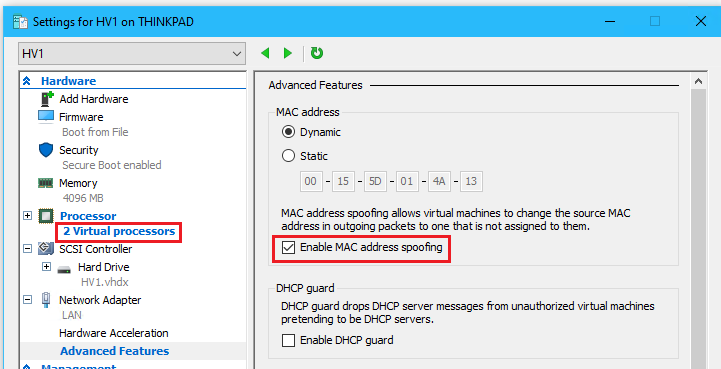 Settings for HV1 on THINKPAD
HV1
Hardware
Add Hardware
Firmware
Boot from File
Security
Secure Boot enabled
Memory
4096 MB
Processor
2 Virtual processors
SCSI Controller
Hard Drive
HV1.vhdx
Network Adapter
LAN
Hardware Acceleration
Advanced Features
Management
Advanced Features
MAC address
Dynamic
Static
00 - 15 - 5D - 01 - 4A - 13
MAC address spoofing allows virtual machines to change the source MAC
address in outgoing packets to one that is not assigned to them.
Enable MAC address spoofing
DHCP guard
DHCP guard drops DHCP server messages from unauthorized virtual machines
pretending to be DHCP servers.
Enable DHCP guard